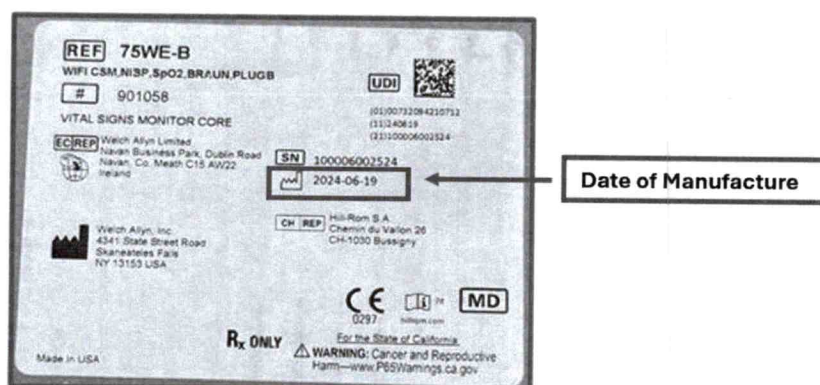 REF 75WE-B
WIFI CSM,NIBP,SpO2,BRAUN,PLUGB
# 901058
VITAL SIGNS MONITOR CORE
UDI
(01)00732094210712
(11)240619
(21)100006002524
EC REP Welch Allyn Limited
Navan Business Park, Dublin Road
Navan, Co. Meath C15 AW22
Ireland
SN 100006002524
2024-06-19
Date of Manufacture
Welch Allyn, Inc.
4341 State Street Road
Skaneateles Falls
NY 13153 USA
CH REP Hill-Rom S.A.
Chemin du Vallon 26
CH-1030 Bussigny
CE
0297
hillrom.com
MD
Rx ONLY
For the State of California
WARNING: Cancer and Reproductive
Harm—www.P65Warnings.ca.gov
Made in USA